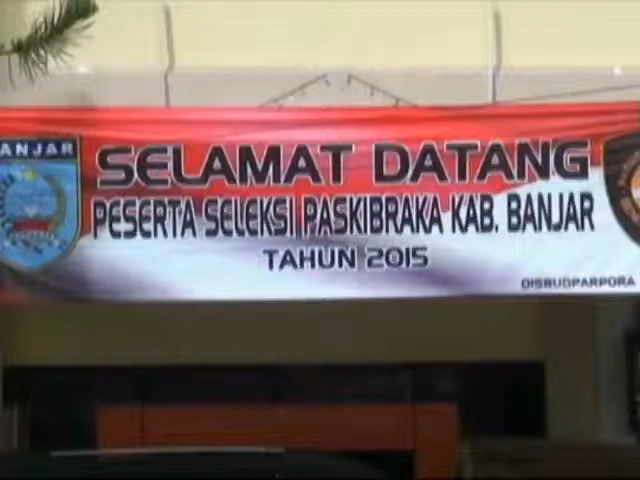 BANJAR
SELAMAT DATANG
PESERTA SELEKSI PASKIBRAKA KAB. BANJAR
TAHUN 2015
DISBUDPARPORA